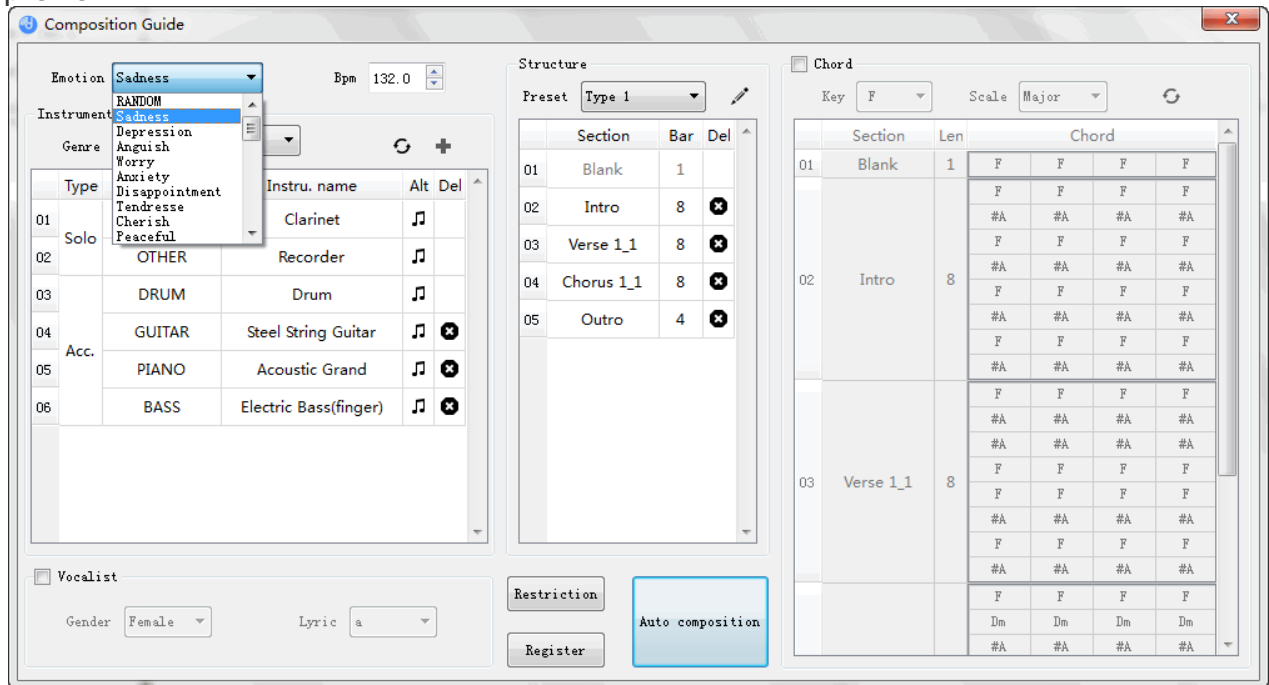 Composition Guide
Emotion Sadness Bpm 132.0
RANDOM
Sadness
Depression
Anguish
Worry
Anxiety
Disappointment
Tendresse
Cherish
Peaceful
Instrument
Genre
Type Instru. name Alt Del
01 Solo Clarinet
02 OTHER Recorder
03 Acc. DRUM Drum
04 GUITAR Steel String Guitar
05 PIANO Acoustic Grand
06 BASS Electric Bass(finger)
Vocalist
Gender Female Lyric a
Structure
Preset Type 1
Section Bar Del
01 Blank 1
02 Intro 8
03 Verse 1_1 8
04 Chorus 1_1 8
05 Outro 4
Restriction
Register
Auto composition
Chord
Key F Scale Major
Section Len Chord
01 Blank 1 F F F F
02 Intro 8
F F F F
#A #A #A #A
F F F F
#A #A #A #A
F F F F
#A #A #A #A
F F F F
#A #A #A #A
03 Verse 1_1 8
F F F F
#A #A #A #A
#A #A #A #A
F F F F
F F F F
#A #A #A #A
F F F F
#A #A #A #A
F F F F
Dm Dm Dm Dm
#A #A #A #A